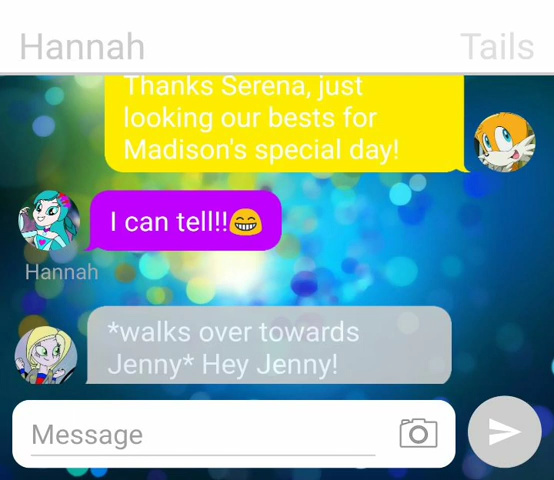 Hannah
Tails
Thanks Serena, just
looking our bests for
Madison's special day!
I can tell!!😁
Hannah
*walks over towards
Jenny* Hey Jenny!
Message